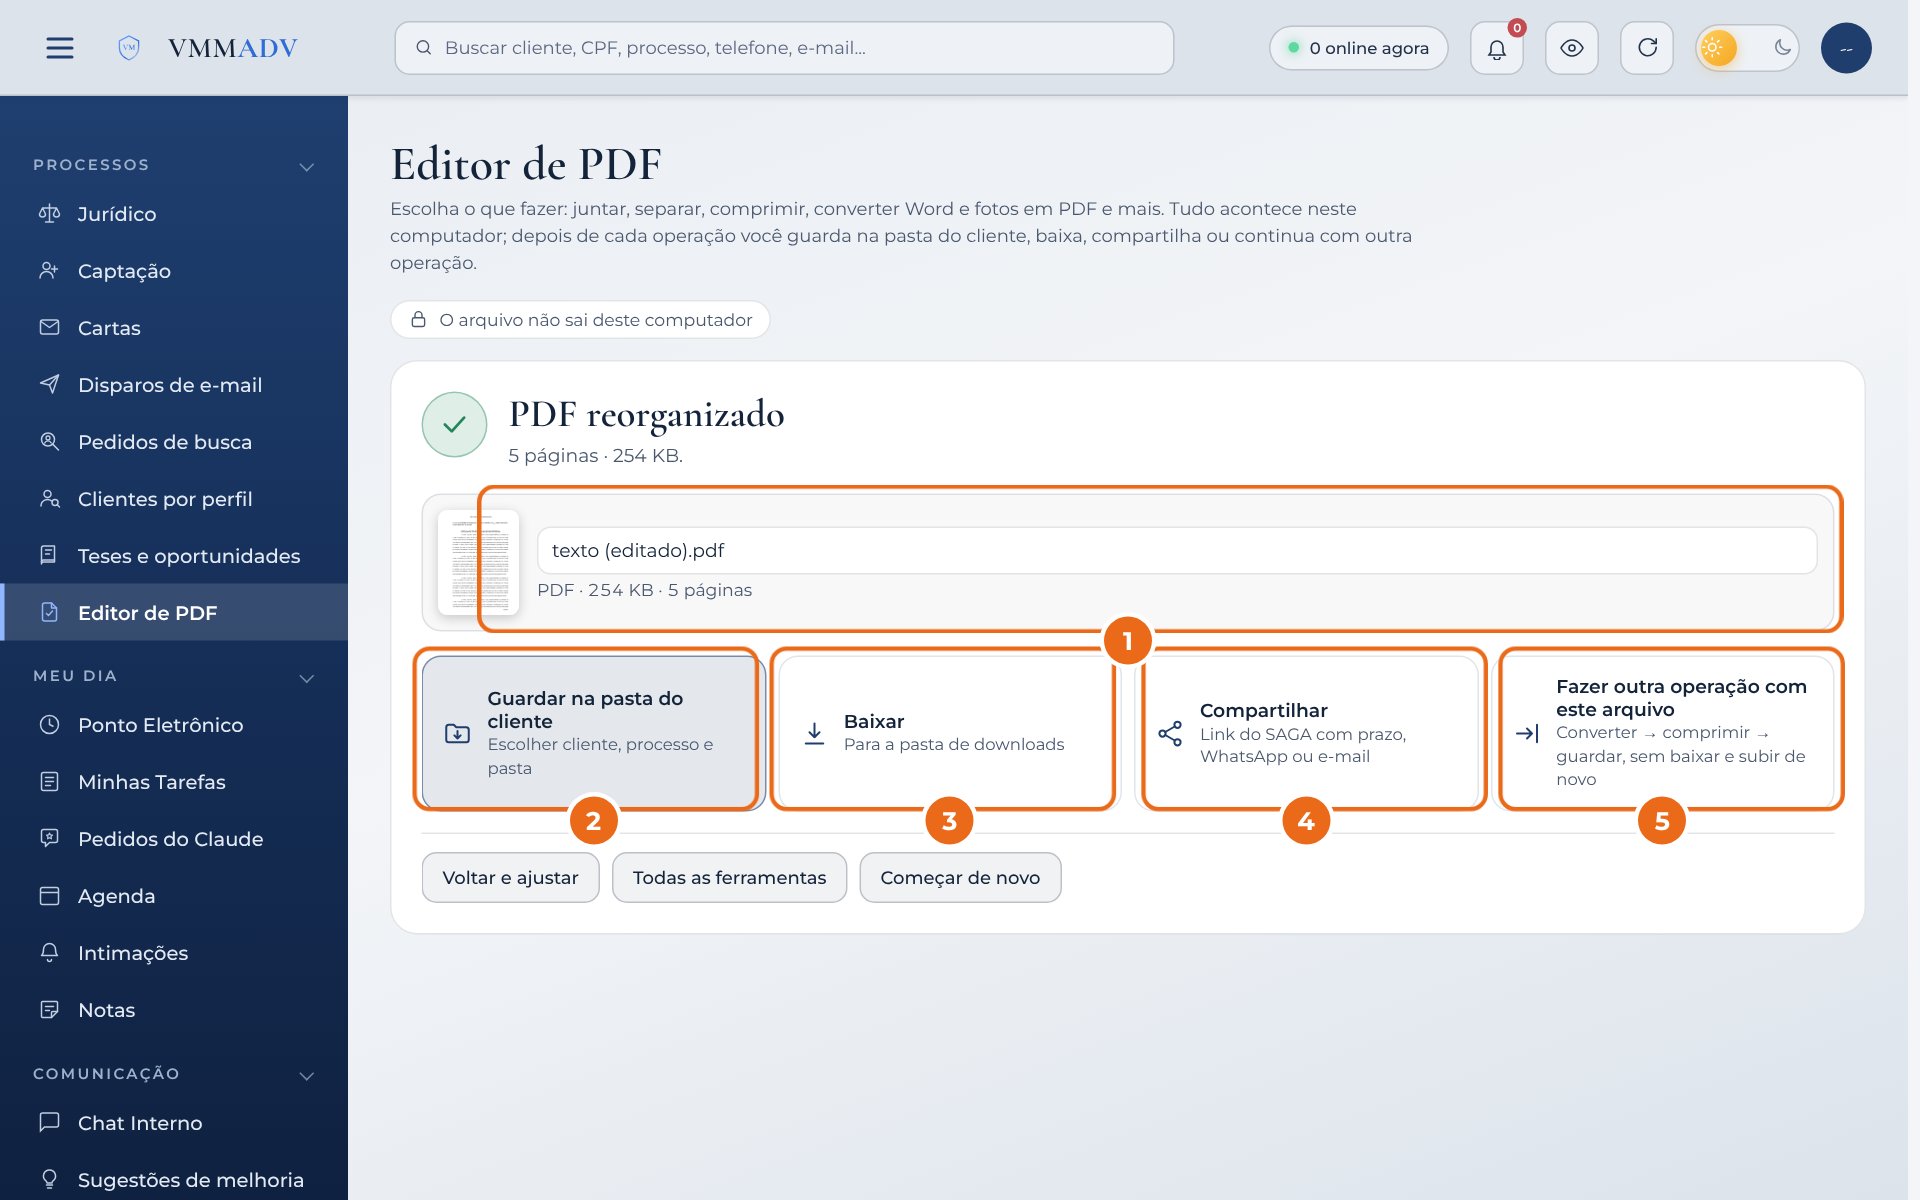 VMMADV
Buscar cliente, CPF, processo, telefone, e-mail...
0 online agora
0
--
PROCESSOS
Jurídico
Captação
Cartas
Disparos de e-mail
Pedidos de busca
Clientes por perfil
Teses e oportunidades
Editor de PDF
MEU DIA
Ponto Eletrônico
Minhas Tarefas
Pedidos do Claude
Agenda
Intimações
Notas
COMUNICAÇÃO
Chat Interno
Sugestões de melhoria
Editor de PDF
Escolha o que fazer: juntar, separar, comprimir, converter Word e fotos em PDF e mais. Tudo acontece neste
computador; depois de cada operação você guarda na pasta do cliente, baixa, compartilha ou continua com outra
operação.
O arquivo não sai deste computador
PDF reorganizado
5 páginas · 254 KB.
texto (editado).pdf
PDF · 254 KB · 5 páginas
1
Guardar na pasta do
cliente
Escolher cliente, processo e
pasta
2
Baixar
Para a pasta de downloads
3
Compartilhar
Link do SAGA com prazo,
WhatsApp ou e-mail
4
Fazer outra operação com
este arquivo
Converter → comprimir →
guardar, sem baixar e subir de
novo
5
Voltar e ajustar
Todas as ferramentas
Começar de novo